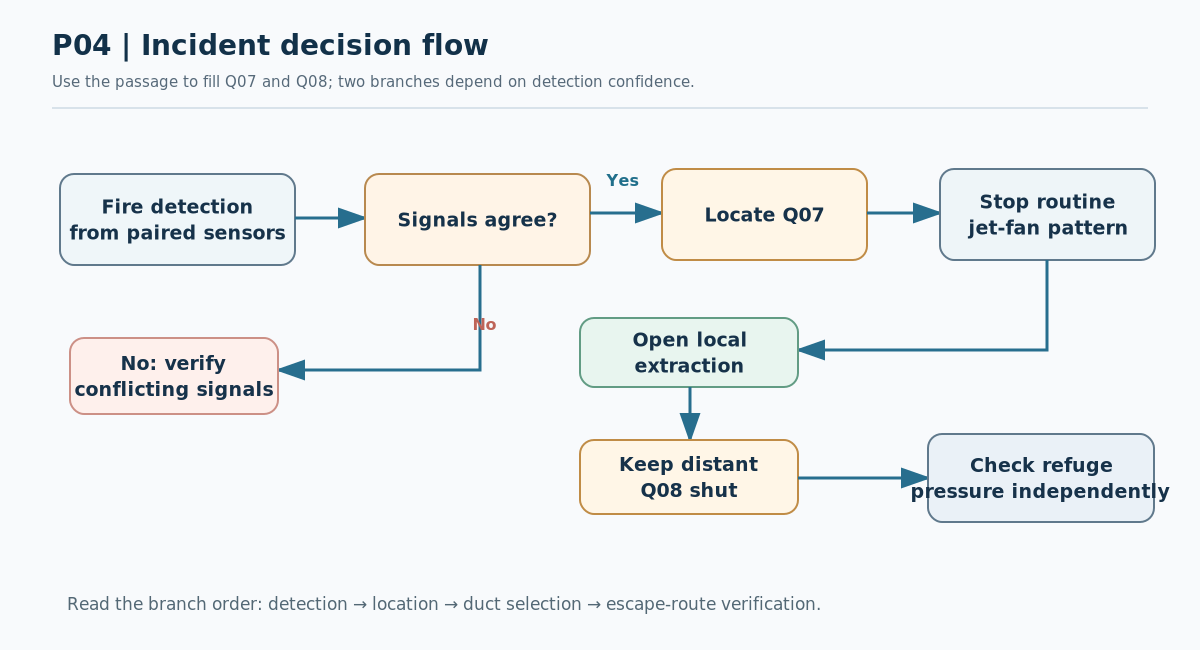 P04 | Incident decision flow
Use the passage to fill Q07 and Q08; two branches depend on detection confidence.
Fire detection
from paired sensors
Signals agree?
Yes
Locate Q07
Stop routine
jet-fan pattern
No
No: verify
conflicting signals
Open local
extraction
Keep distant
Q08 shut
Check refuge
pressure independently
Read the branch order: detection → location → duct selection → escape-route verification.